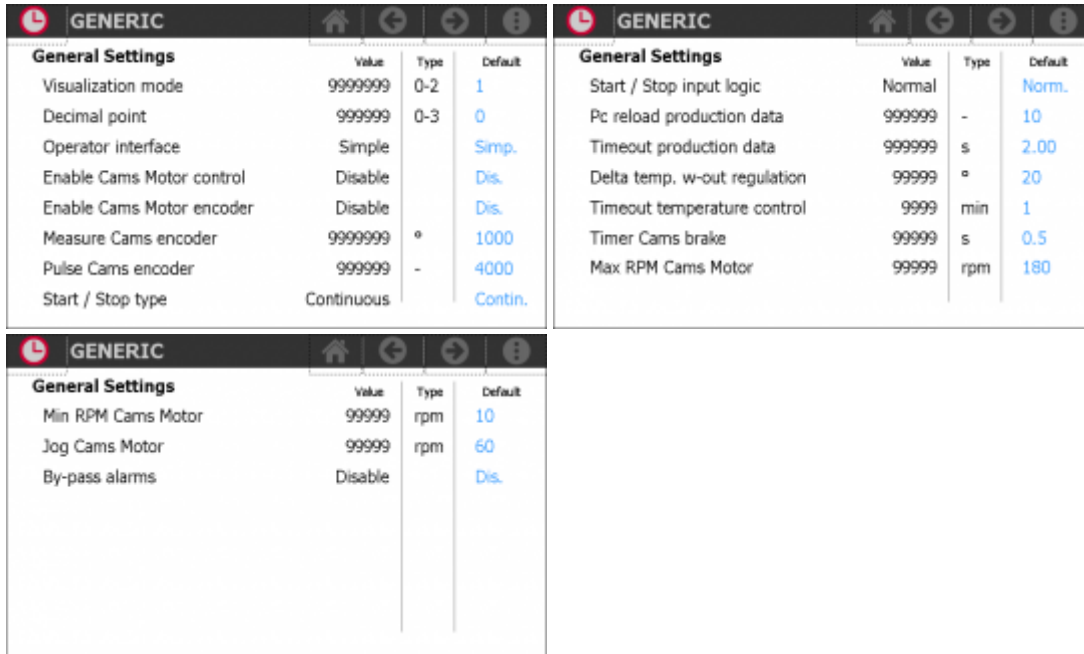 GENERIC
General Settings Value Type Default
Visualization mode 9999999 0-2 1
Decimal point 999999 0-3 0
Operator interface Simple Simp.
Enable Cams Motor control Disable Dis.
Enable Cams Motor encoder Disable Dis.
Measure Cams encoder 9999999 ° 1000
Pulse Cams encoder 999999 - 4000
Start / Stop type Continuous Contin.
GENERIC
General Settings Value Type Default
Start / Stop input logic Normal Norm.
Pc reload production data 999999 - 10
Timeout production data 999999 s 2.00
Delta temp. w-out regulation 99999 ° 20
Timeout temperature control 9999 min 1
Timer Cams brake 99999 s 0.5
Max RPM Cams Motor 99999 rpm 180
GENERIC
General Settings Value Type Default
Min RPM Cams Motor 99999 rpm 10
Jog Cams Motor 99999 rpm 60
By-pass alarms Disable Dis.